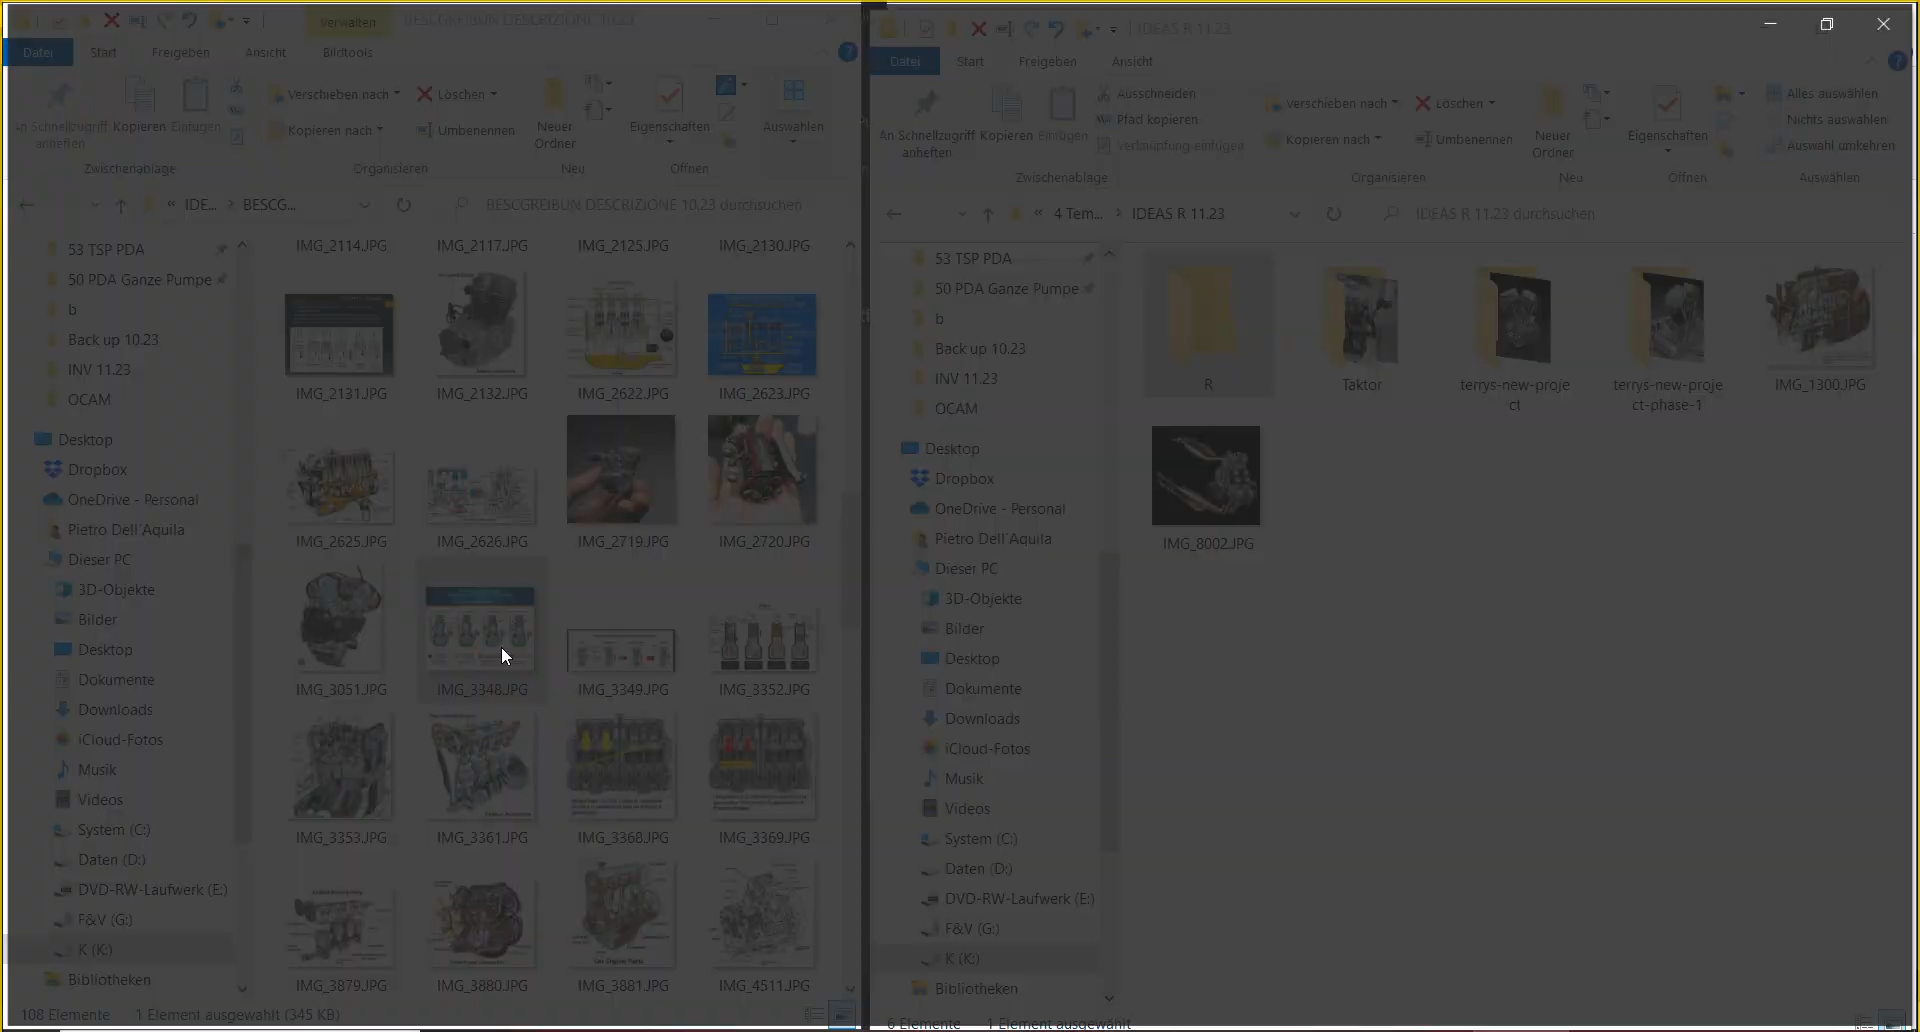 Verwalten
BESCGREIBUN DESCRIZIONE 10.23
Datei
Start
Freigeben
Ansicht
Bildtools
An Schnellzugriff
anheften
Kopieren
Einfügen
Verschieben nach
Kopieren nach
Löschen
Umbenennen
Neuer
Ordner
Eigenschaften
Auswählen
Zwischenablage
Organisieren
Neu
Öffnen
« IDE... > BESCG...
BESCGREIBUN DESCRIZIONE 10.23 durchsuchen
53 TSP PDA
50 PDA Ganze Pumpe
b
Back up 10.23
INV 11.23
OCAM
Desktop
Dropbox
OneDrive - Personal
Pietro Dell'Aquila
Dieser PC
3D-Objekte
Bilder
Desktop
Dokumente
Downloads
iCloud-Fotos
Musik
Videos
System (C:)
Daten (D:)
DVD-RW-Laufwerk (E:)
F&V (G:)
K (K:)
Bibliotheken
IMG_2114.JPG
IMG_2117.JPG
IMG_2125.JPG
IMG_2130.JPG
IMG_2131.JPG
IMG_2132.JPG
IMG_2622.JPG
IMG_2623.JPG
IMG_2625.JPG
IMG_2626.JPG
IMG_2719.JPG
IMG_2720.JPG
IMG_3051.JPG
IMG_3348.JPG
IMG_3349.JPG
IMG_3352.JPG
IMG_3353.JPG
IMG_3361.JPG
IMG_3368.JPG
IMG_3369.JPG
IMG_3879.JPG
IMG_3880.JPG
IMG_3881.JPG
IMG_4511.JPG
108 Elemente
1 Element ausgewählt (345 KB)
IDEAS R 11.23
Datei
Start
Freigeben
Ansicht
An Schnellzugriff
anheften
Kopieren
Einfügen
Ausschneiden
Pfad kopieren
Verknüpfung einfügen
Verschieben nach
Kopieren nach
Löschen
Umbenennen
Neuer
Ordner
Eigenschaften
Alles auswählen
Nichts auswählen
Auswahl umkehren
Zwischenablage
Organisieren
Neu
Öffnen
Auswählen
« 4 Tem... > IDEAS R 11.23
IDEAS R 11.23 durchsuchen
53 TSP PDA
50 PDA Ganze Pumpe
b
Back up 10.23
INV 11.23
OCAM
Desktop
Dropbox
OneDrive - Personal
Pietro Dell'Aquila
Dieser PC
3D-Objekte
Bilder
Desktop
Dokumente
Downloads
iCloud-Fotos
Musik
Videos
System (C:)
Daten (D:)
DVD-RW-Laufwerk (E:)
F&V (G:)
K (K:)
Bibliotheken
R
Taktor
terrys-new-proje
ct
terrys-new-proje
ct-phase-1
IMG_1300.JPG
IMG_8002.JPG
6 Elemente
1 Element ausgewählt